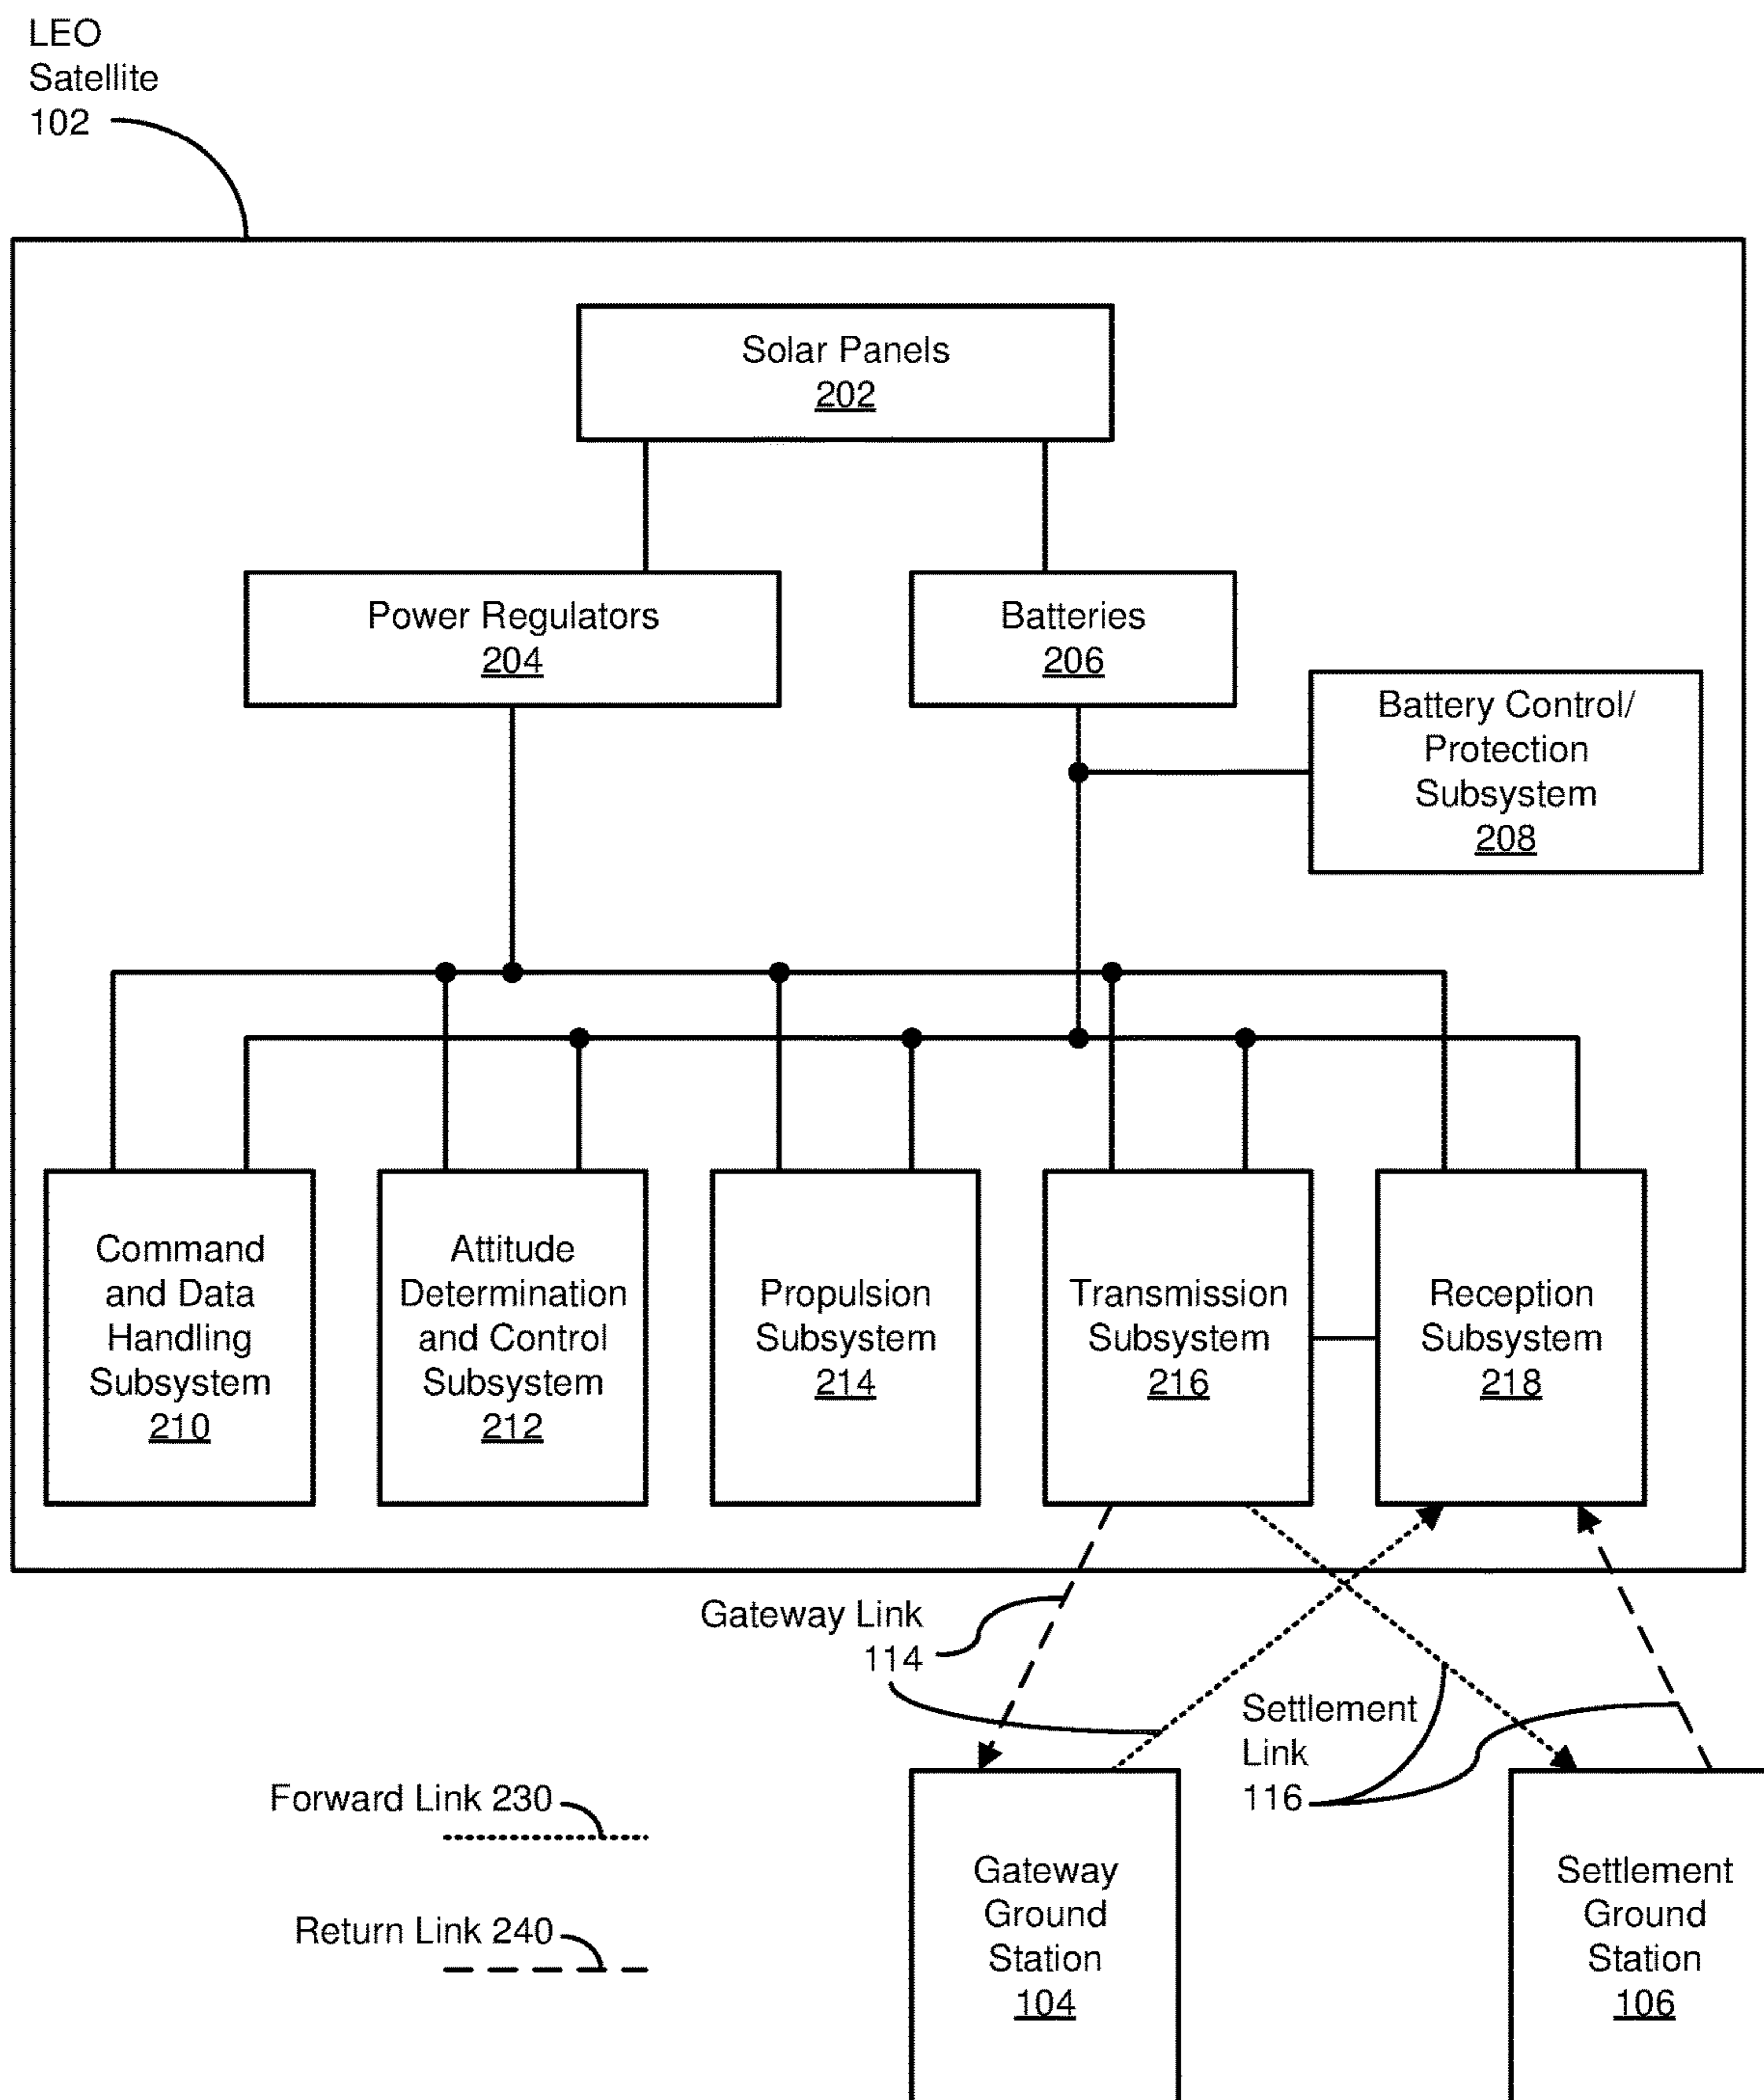 LEO
Satellite
102
Solar Panels
202
Power Regulators
204
Batteries
206
Battery Control/
Protection
Subsystem
208
Command
and Data
Handling
Subsystem
210
Attitude
Determination
and Control
Subsystem
212
Propulsion
Subsystem
214
Transmission
Subsystem
216
Reception
Subsystem
218
Gateway Link
114
Settlement
Link
116
Forward Link 230
Return Link 240
Gateway
Ground
Station
104
Settlement
Ground
Station
106